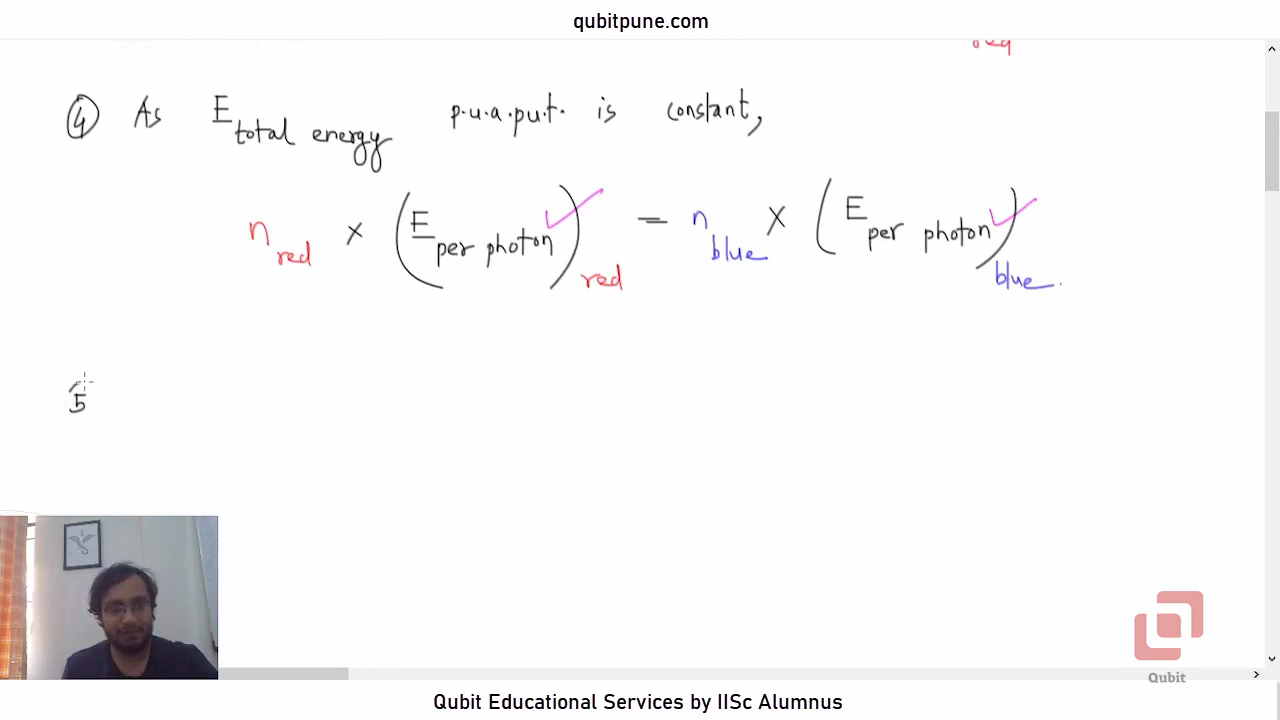 qubitpune.com
red
④ As E total energy p.u.a.p.u.t. is constant,
n red × (E per photon) red = n blue × (E per photon) blue.
5
Qubit
Qubit Educational Services by IISc Alumnus